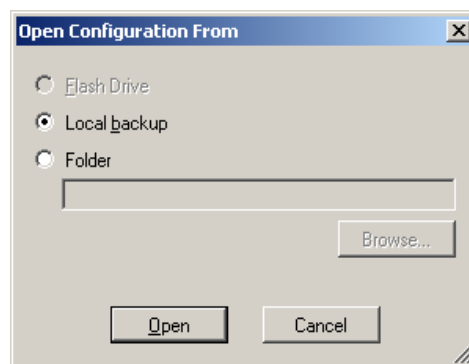 Open Configuration From
Flash Drive
Local backup
Folder
Browse...
Open
Cancel